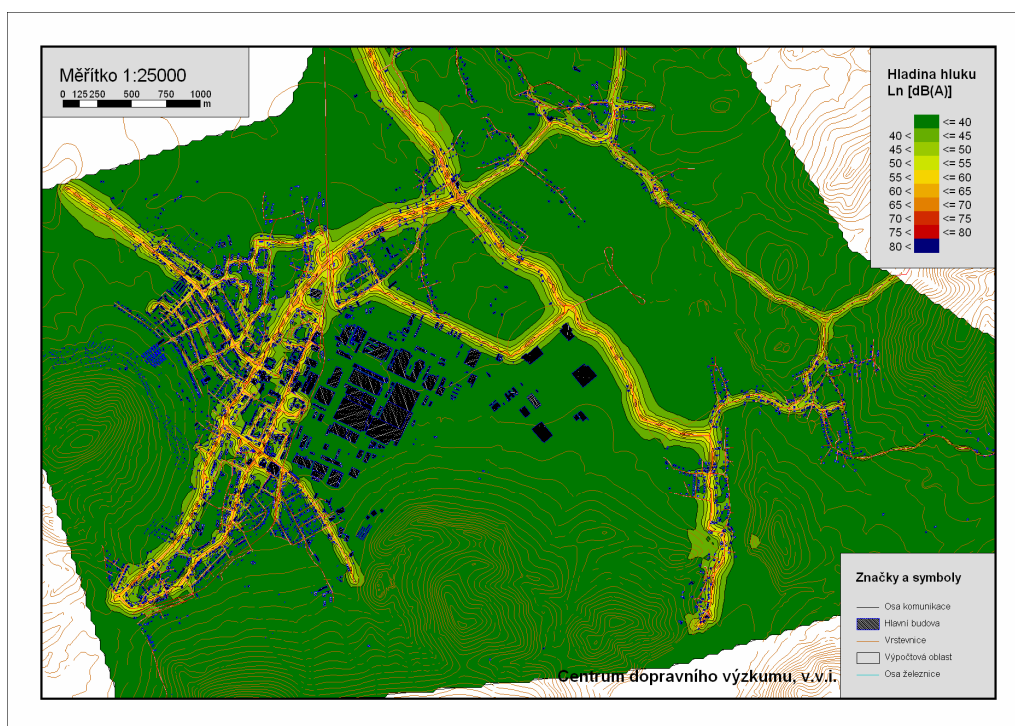 Měřítko 1:25000
0 125 250 500 750 1000
m
Hladina hluku
Ln [dB(A)]
<= 40
40 < <= 45
45 < <= 50
50 < <= 55
55 < <= 60
60 < <= 65
65 < <= 70
70 < <= 75
75 < <= 80
80 <
Značky a symboly
Osa komunikace
Hlavní budova
Vrstevnice
Výpočtová oblast
Osa železnice
Centrum dopravního výzkumu, v.v.i.